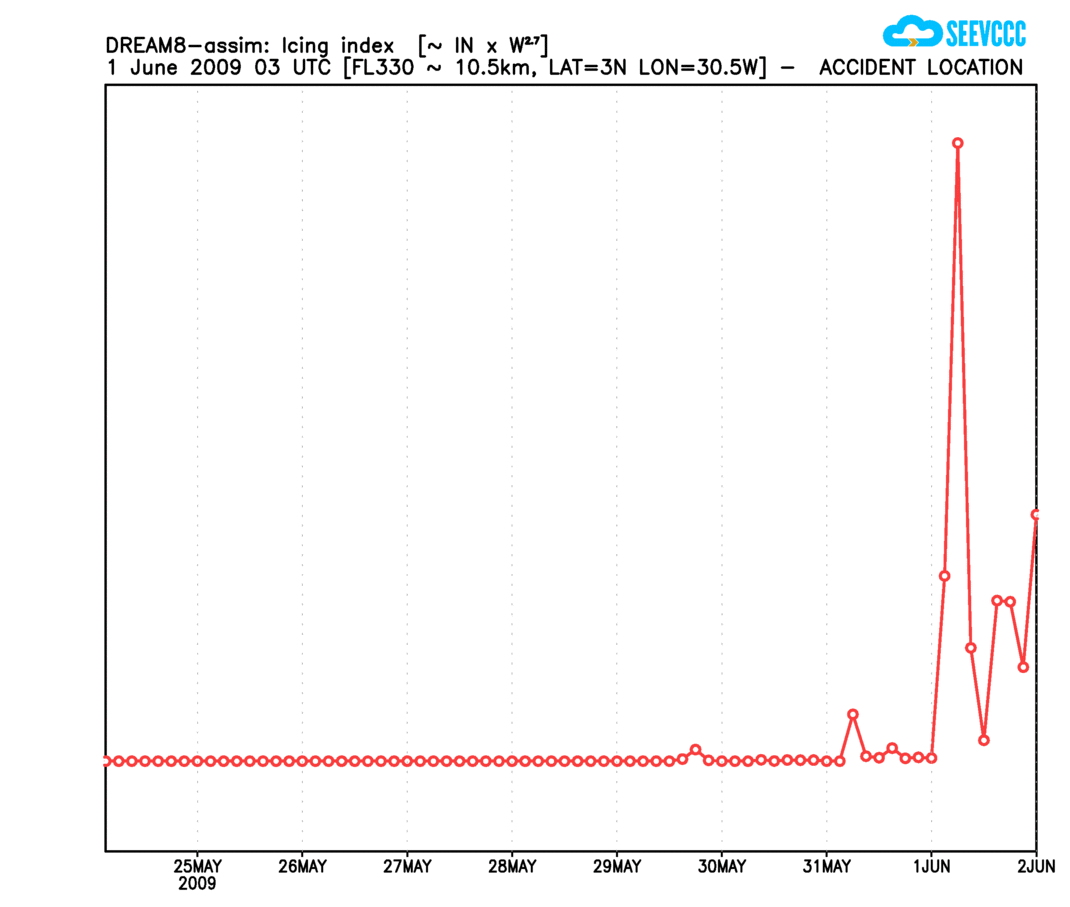 SEEVCCC
DREAM8-assim: Icing index [~ IN x W²·⁷]
1 June 2009 03 UTC [FL330 ~ 10.5km, LAT=3N LON=30.5W] - ACCIDENT LOCATION
25MAY 26MAY 27MAY 28MAY 29MAY 30MAY 31MAY 1JUN 2JUN
2009